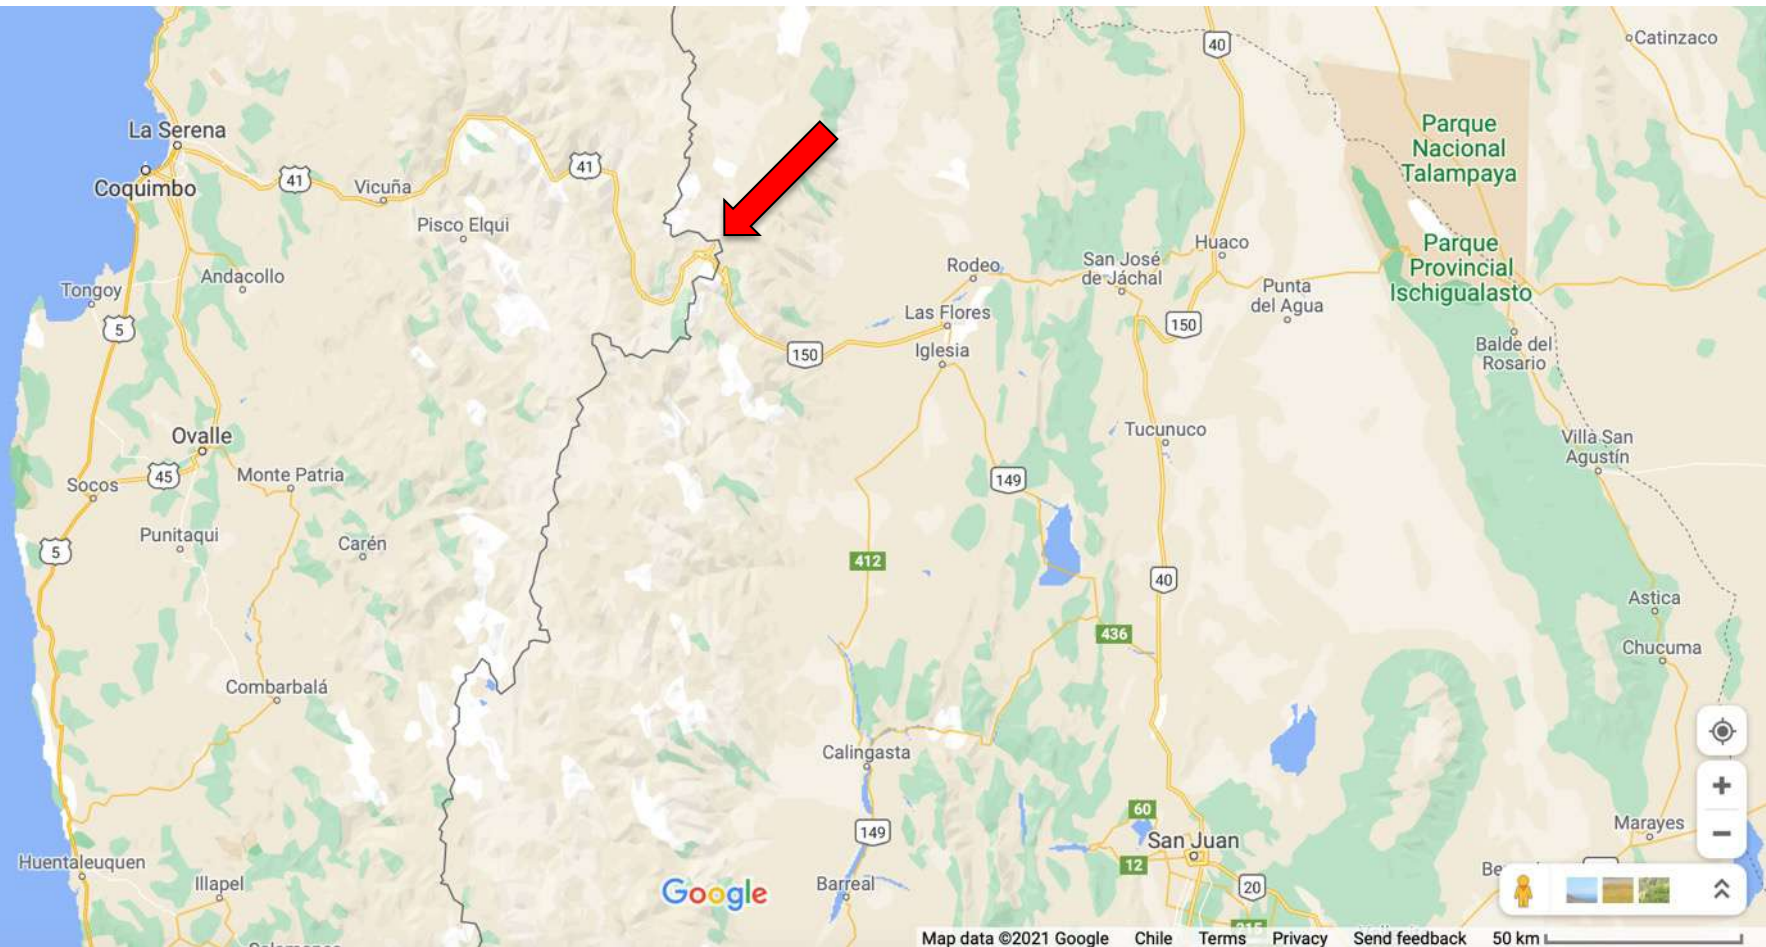 40
Catinzaco
Parque
Nacional
Talampaya
La Serena
41
41
Vicuña
Coquimbo
Pisco Elqui
Huaco
Parque
Provincial
Ischigualasto
San José
de Jáchal
Rodeo
Andacollo
Tongoy
Punta
del Agua
Las Flores
5
150
150
Iglesia
Balde del
Rosario
Ovalle
Tucunuco
Villa San
Agustín
45
Monte Patria
Socos
149
Punitaqui
Carén
5
412
40
Astica
436
Chucuma
Combarbalá
Calingasta
60
149
San Juan
Marayes
12
Huentaleuquen
Illapel
Google
Barreal
20
Map data ©2021 Google Chile Terms Privacy Send feedback 50 km